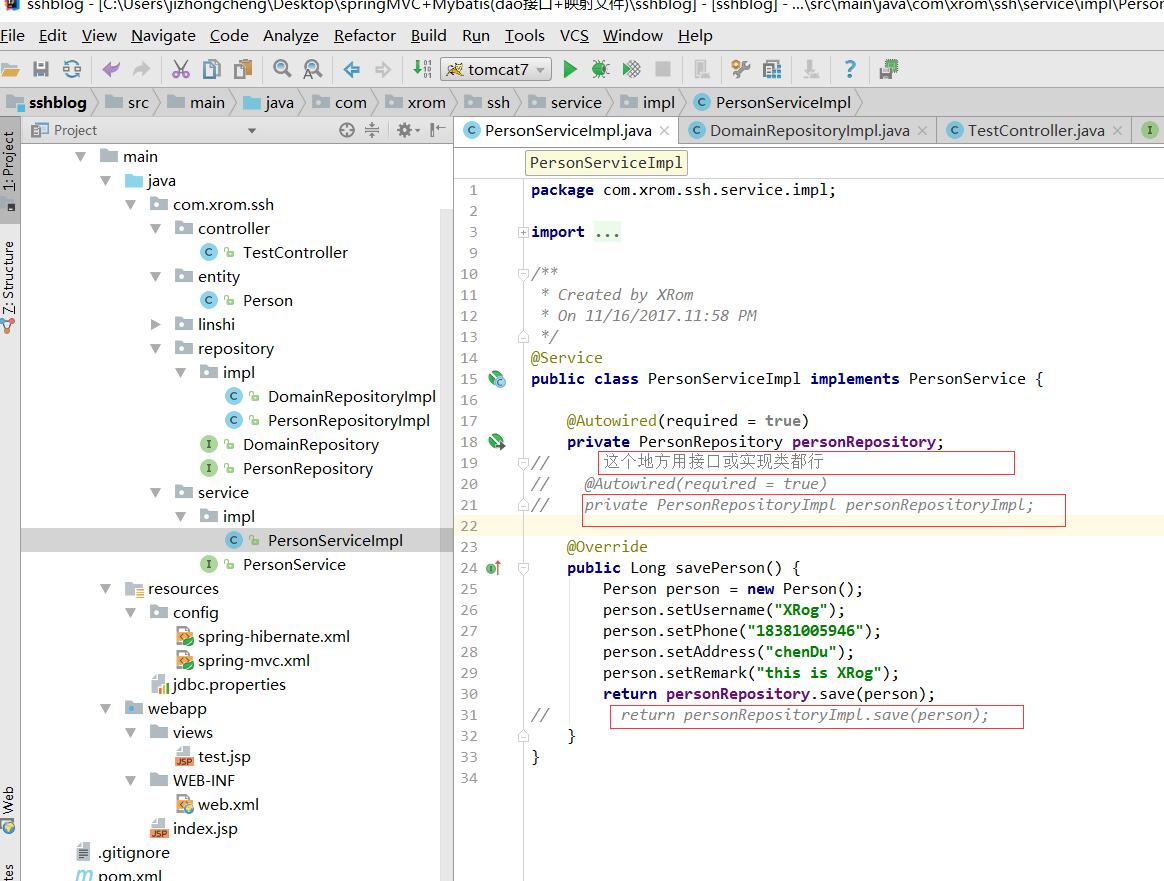 sshblog - [C:\Users\jizhongcheng\Desktop\springMVC+Mybatis(dao接口+映射文件)\sshblog] - [sshblog] - ...\src\main\java\com\xrom\ssh\service\impl\Person
File Edit View Navigate Code Analyze Refactor Build Run Tools VCS Window Help
tomcat7
sshblog src main java com xrom ssh service impl PersonServiceImpl
Project
PersonServiceImpl.java DomainRepositoryImpl.java TestController.java
1: Project
7: Structure
Web
main
java
com.xrom.ssh
controller
TestController
entity
Person
linshi
repository
impl
DomainRepositoryImpl
PersonRepositoryImpl
DomainRepository
PersonRepository
service
impl
PersonServiceImpl
PersonService
resources
config
spring-hibernate.xml
spring-mvc.xml
jdbc.properties
webapp
views
test.jsp
WEB-INF
web.xml
index.jsp
.gitignore
pom.xml
PersonServiceImpl
1 package com.xrom.ssh.service.impl;
2
3 import ...
9
10 /**
11 * Created by XRom
12 * On 11/16/2017.11:58 PM
13 */
14 @Service
15 public class PersonServiceImpl implements PersonService {
16
17 @Autowired(required = true)
18 private PersonRepository personRepository;
19 // 这个地方用接口或实现类都行
20 // @Autowired(required = true)
21 // private PersonRepositoryImpl personRepositoryImpl;
22
23 @Override
24 public Long savePerson() {
25 Person person = new Person();
26 person.setUsername("XRog");
27 person.setPhone("18381005946");
28 person.setAddress("chenDu");
29 person.setRemark("this is XRog");
30 return personRepository.save(person);
31 // return personRepositoryImpl.save(person);
32 }
33 }
34